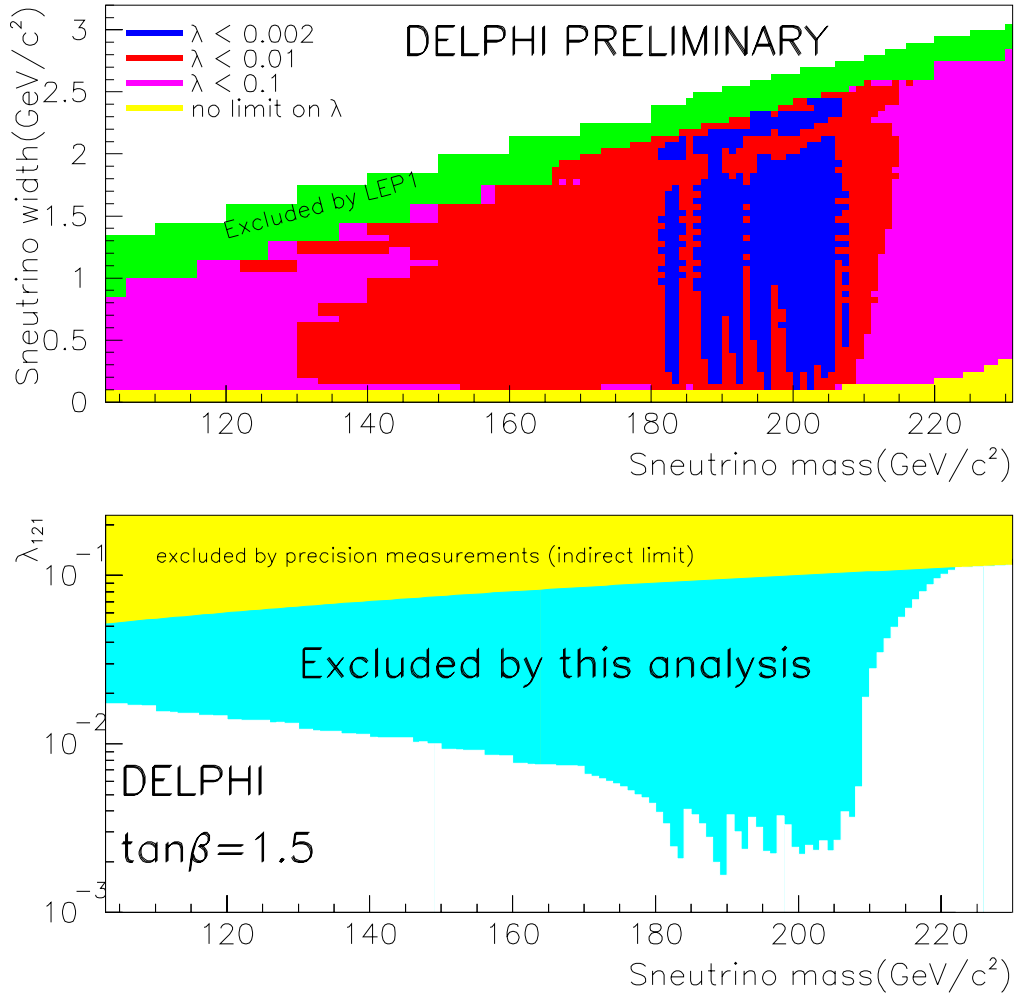 DELPHI PRELIMINARY
λ < 0.002
λ < 0.01
λ < 0.1
no limit on λ
Excluded by LEP1
Sneutrino width(GeV/c²)
3
2.5
2
1.5
1
0.5
0
120 140 160 180 200 220
Sneutrino mass(GeV/c²)
λ₁₂₁
excluded by precision measurements (indirect limit)
10⁻¹
Excluded by this analysis
10⁻²
DELPHI
tanβ=1.5
10⁻³
120 140 160 180 200 220
Sneutrino mass(GeV/c²)